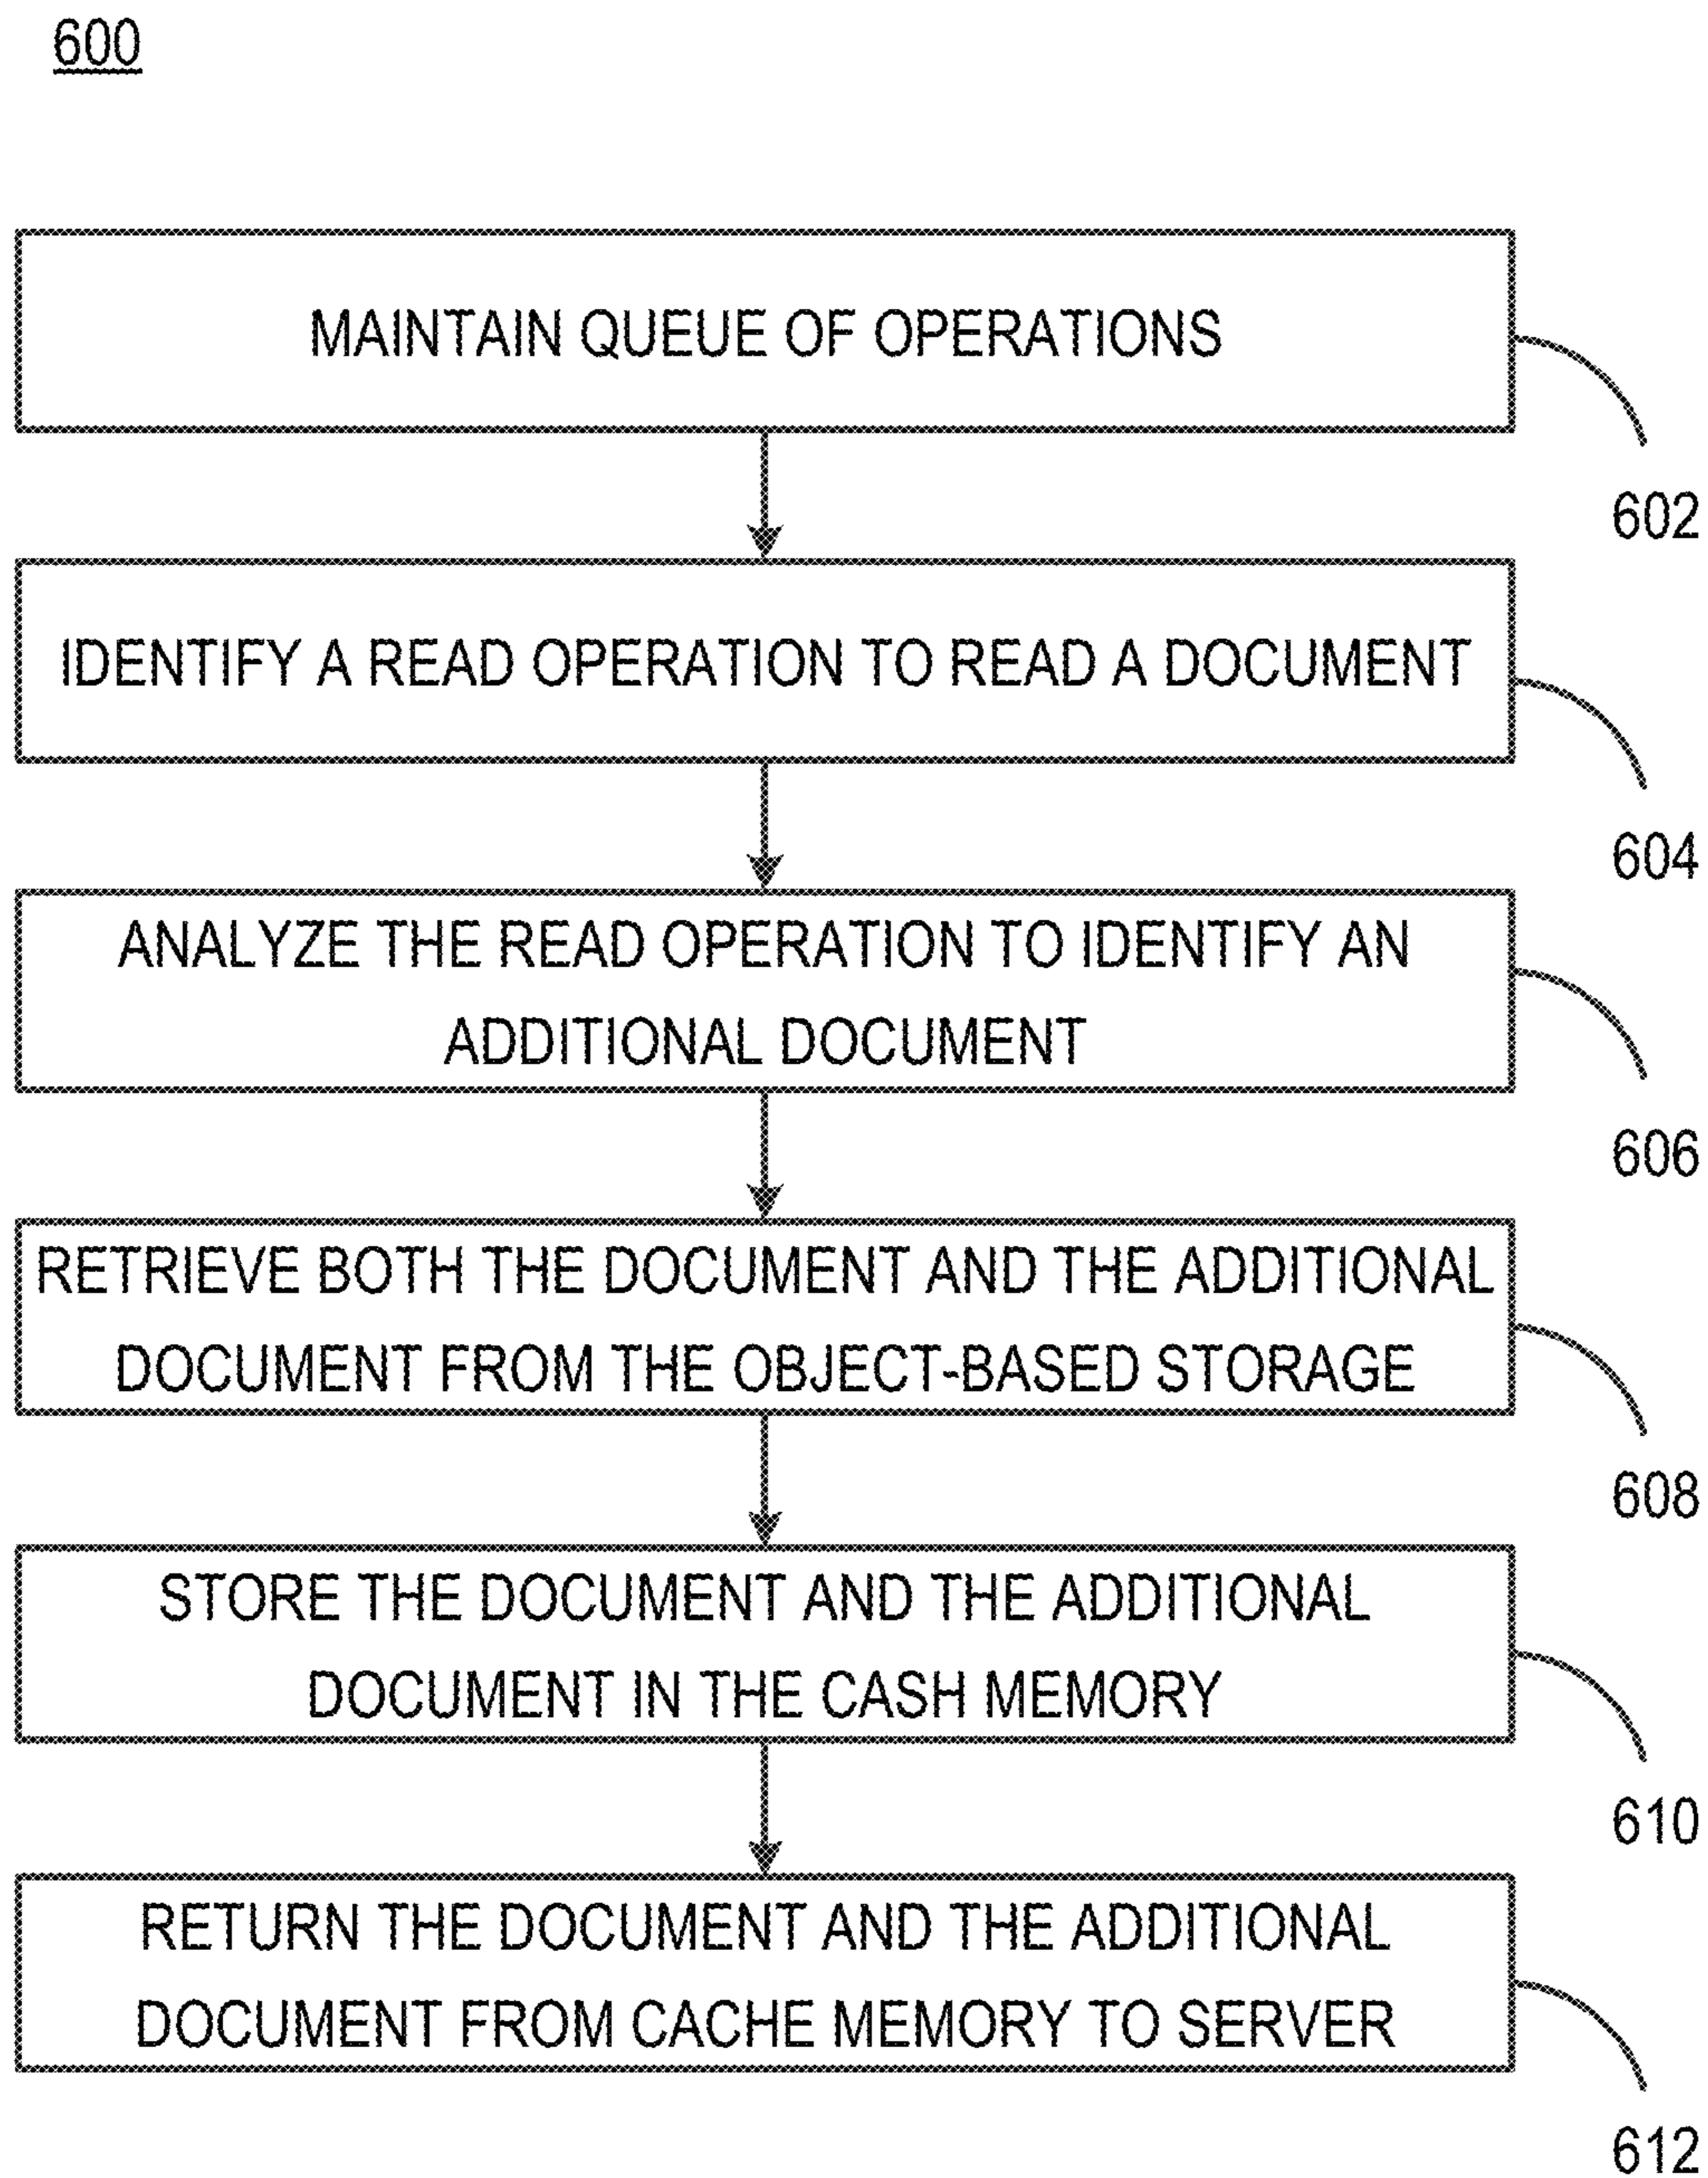 600
MAINTAIN QUEUE OF OPERATIONS
602
IDENTIFY A READ OPERATION TO READ A DOCUMENT
604
ANALYZE THE READ OPERATION TO IDENTIFY AN
ADDITIONAL DOCUMENT
606
RETRIEVE BOTH THE DOCUMENT AND THE ADDITIONAL
DOCUMENT FROM THE OBJECT-BASED STORAGE
608
STORE THE DOCUMENT AND THE ADDITIONAL
DOCUMENT IN THE CASH MEMORY
610
RETURN THE DOCUMENT AND THE ADDITIONAL
DOCUMENT FROM CACHE MEMORY TO SERVER
612